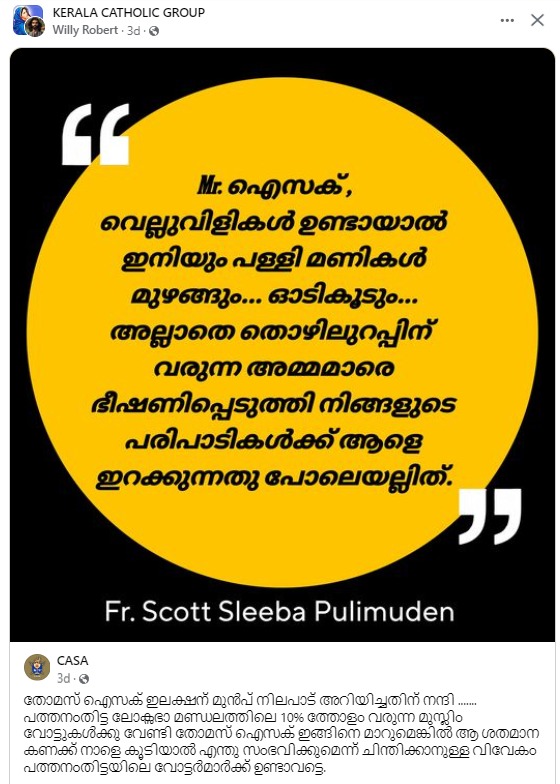 KERALA CATHOLIC GROUP
Willy Robert · 3d ·
“
Mr. ഐസക്,
വെല്ലുവിളികൾ ഉണ്ടായാൽ
ഇനിയും പള്ളി മണികൾ
മുഴങ്ങും... ഓടികൂടും...
അല്ലാതെ തൊഴിലുറപ്പിന്
വരുന്ന അമ്മമാരെ
ഭീഷണിപ്പെടുത്തി നിങ്ങളുടെ
പരിപാടികൾക്ക് ആളെ
ഇറക്കുന്നതു പോലെയല്ലിത്.
”
Fr. Scott Sleeba Pulimuden
CASA
3d ·
തോമസ് ഐസക് ഇലക്ഷന് മുൻപ് നിലപാട് അറിയിച്ചതിന് നന്ദി .......
പത്തനംതിട്ട ലോക്സഭാ മണ്ഡലത്തിലെ 10% ത്തോളം വരുന്ന മുസ്ലിം
വോട്ടുകൾക്കു വേണ്ടി തോമസ് ഐസക് ഇങ്ങിനെ മാറുമെങ്കിൽ ആ ശതമാന
കണക്ക് നാളെ കൂടിയാൽ എന്തു സംഭവിക്കുമെന്ന് ചിന്തിക്കാനുള്ള വിവേകം
പത്തനംതിട്ടയിലെ വോട്ടർമാർക്ക് ഉണ്ടാവട്ടെ.